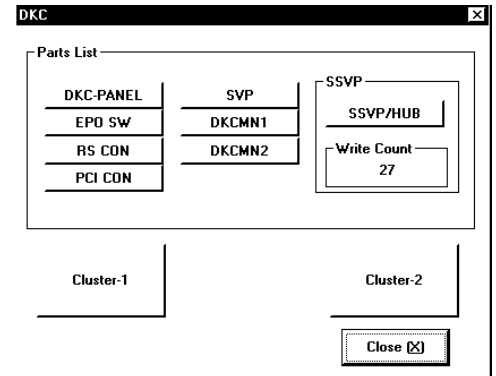 DKC
Parts List
DKC-PANEL
SVP
SSVP
EPO SW
DKCMN1
SSVP/HUB
RS CON
DKCMN2
Write Count
PCI CON
27
Cluster-1
Cluster-2
Close (X)